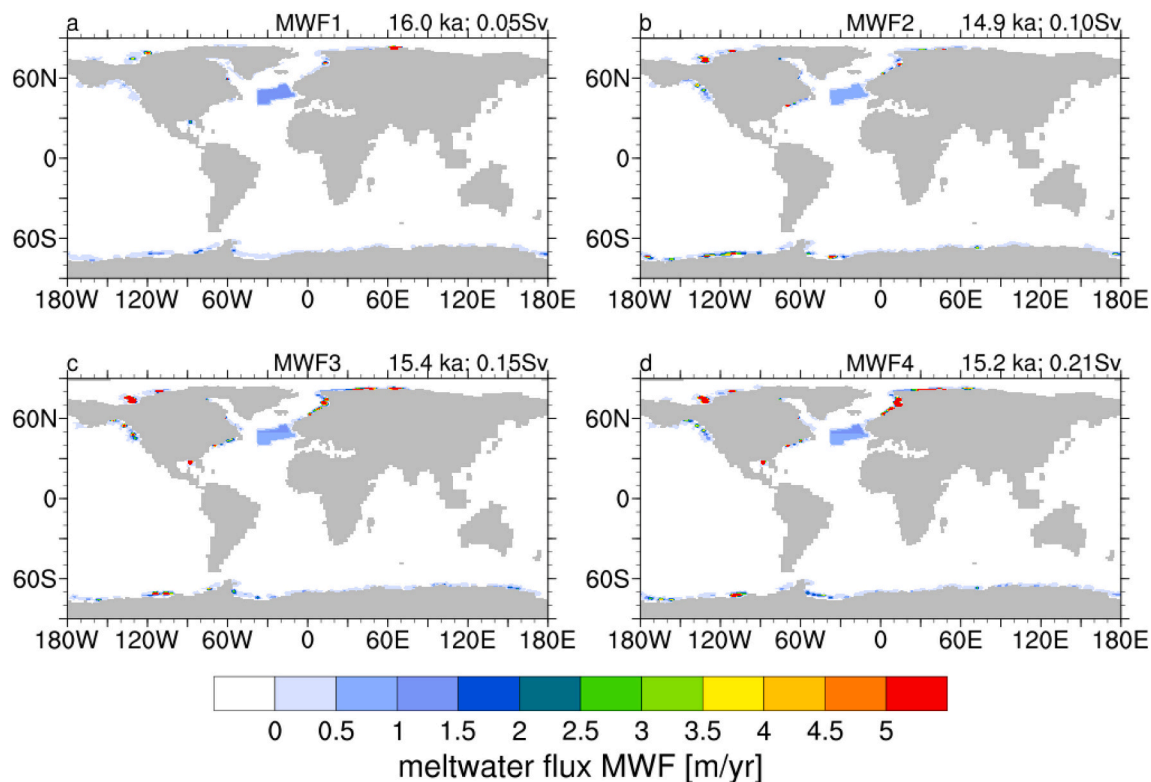 a MWF1 16.0 ka; 0.05Sv
b MWF2 14.9 ka; 0.10Sv
60N
0
60S
180W 120W 60W 0 60E 120E 180E
60N
0
60S
180W 120W 60W 0 60E 120E 180E
c MWF3 15.4 ka; 0.15Sv
d MWF4 15.2 ka; 0.21Sv
60N
0
60S
180W 120W 60W 0 60E 120E 180E
60N
0
60S
180W 120W 60W 0 60E 120E 180E
0 0.5 1 1.5 2 2.5 3 3.5 4 4.5 5
meltwater flux MWF [m/yr]